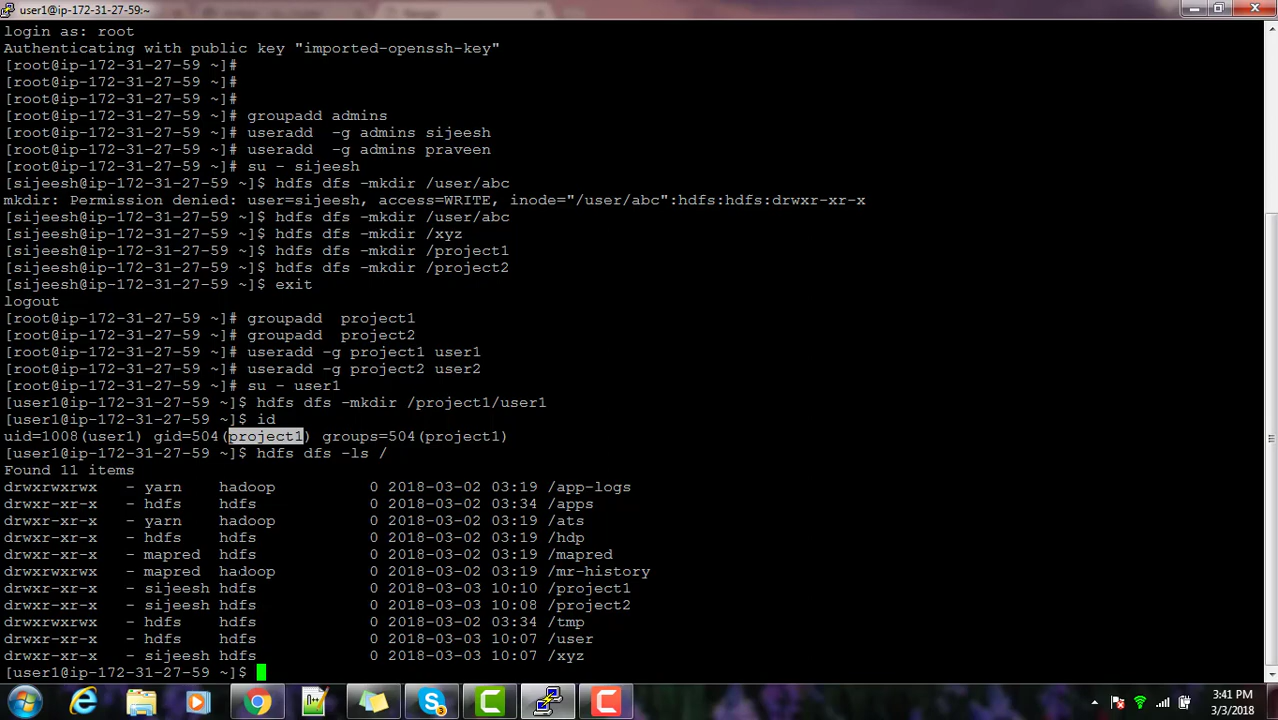 user1@ip-172-31-27-59:~
login as: root
Authenticating with public key "imported-openssh-key"
[root@ip-172-31-27-59 ~]#
[root@ip-172-31-27-59 ~]#
[root@ip-172-31-27-59 ~]#
[root@ip-172-31-27-59 ~]# groupadd admins
[root@ip-172-31-27-59 ~]# useradd  -g admins sijeesh
[root@ip-172-31-27-59 ~]# useradd  -g admins praveen
[root@ip-172-31-27-59 ~]# su - sijeesh
[sijeesh@ip-172-31-27-59 ~]$ hdfs dfs -mkdir /user/abc
mkdir: Permission denied: user=sijeesh, access=WRITE, inode="/user/abc":hdfs:hdfs:drwxr-xr-x
[sijeesh@ip-172-31-27-59 ~]$ hdfs dfs -mkdir /user/abc
[sijeesh@ip-172-31-27-59 ~]$ hdfs dfs -mkdir /xyz
[sijeesh@ip-172-31-27-59 ~]$ hdfs dfs -mkdir /project1
[sijeesh@ip-172-31-27-59 ~]$ hdfs dfs -mkdir /project2
[sijeesh@ip-172-31-27-59 ~]$ exit
logout
[root@ip-172-31-27-59 ~]# groupadd  project1
[root@ip-172-31-27-59 ~]# groupadd  project2
[root@ip-172-31-27-59 ~]# useradd -g project1 user1
[root@ip-172-31-27-59 ~]# useradd -g project2 user2
[root@ip-172-31-27-59 ~]# su - user1
[user1@ip-172-31-27-59 ~]$ hdfs dfs -mkdir /project1/user1
[user1@ip-172-31-27-59 ~]$ id
uid=1008(user1) gid=504(project1) groups=504(project1)
[user1@ip-172-31-27-59 ~]$ hdfs dfs -ls /
Found 11 items
drwxrwxrwx   - yarn    hadoop          0 2018-03-02 03:19 /app-logs
drwxr-xr-x   - hdfs    hdfs            0 2018-03-02 03:34 /apps
drwxr-xr-x   - yarn    hadoop          0 2018-03-02 03:19 /ats
drwxr-xr-x   - hdfs    hdfs            0 2018-03-02 03:19 /hdp
drwxr-xr-x   - mapred  hdfs            0 2018-03-02 03:19 /mapred
drwxrwxrwx   - mapred  hadoop          0 2018-03-02 03:19 /mr-history
drwxr-xr-x   - sijeesh hdfs            0 2018-03-03 10:10 /project1
drwxr-xr-x   - sijeesh hdfs            0 2018-03-03 10:08 /project2
drwxrwxrwx   - hdfs    hdfs            0 2018-03-02 03:34 /tmp
drwxr-xr-x   - hdfs    hdfs            0 2018-03-03 10:07 /user
drwxr-xr-x   - sijeesh hdfs            0 2018-03-03 10:07 /xyz
[user1@ip-172-31-27-59 ~]$
3:41 PM
3/3/2018